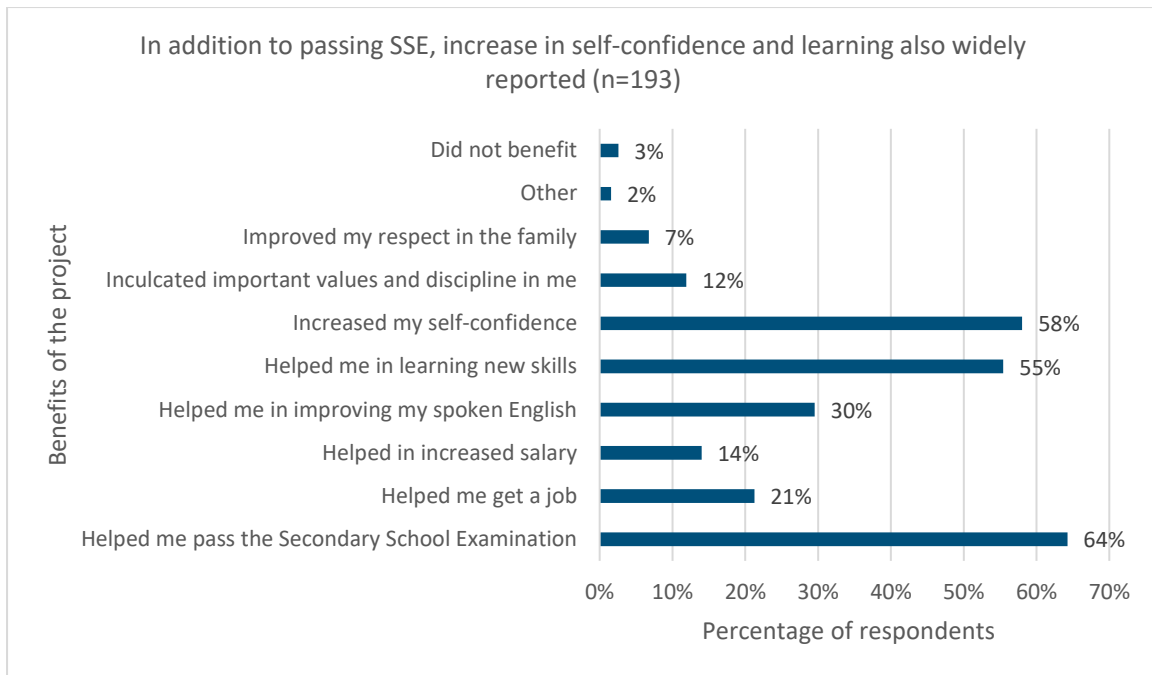 In addition to passing SSE, increase in self-confidence and learning also widely
reported (n=193)
Benefits of the project
Did not benefit
3%
Other
2%
Improved my respect in the family
7%
Inculcated important values and discipline in me
12%
Increased my self-confidence
58%
Helped me in learning new skills
55%
Helped me in improving my spoken English
30%
Helped in increased salary
14%
Helped me get a job
21%
Helped me pass the Secondary School Examination
64%
0% 10% 20% 30% 40% 50% 60% 70%
Percentage of respondents